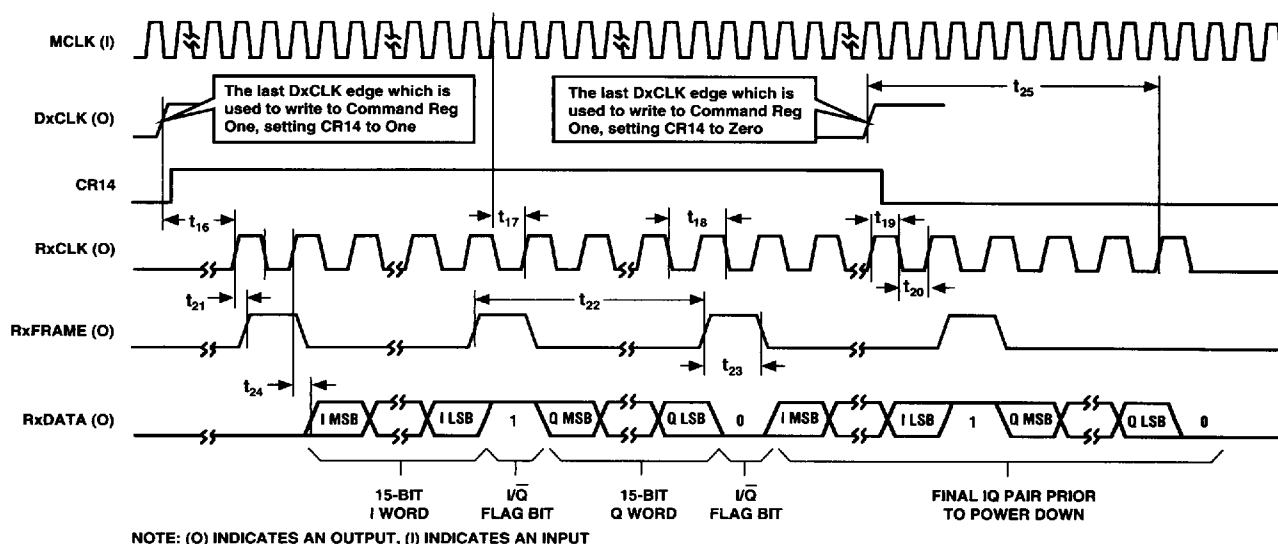 MCLK (I)
The last DxCLK edge which is
used to write to Command Reg
One, setting CR14 to One
The last DxCLK edge which is
used to write to Command Reg
One, setting CR14 to Zero
t25
DxCLK (O)
CR14
t16
t17
t18
t19
RxCLK (O)
t20
t21
t22
RxFRAME (O)
t23
t24
RxDATA (O)
I MSB
I LSB
1
Q MSB
Q LSB
0
I MSB
I LSB
1
Q MSB
Q LSB
0
15-BIT
I WORD
I/Q̅
FLAG BIT
15-BIT
Q WORD
I/Q̅
FLAG BIT
FINAL IQ PAIR PRIOR
TO POWER DOWN
NOTE: (O) INDICATES AN OUTPUT, (I) INDICATES AN INPUT